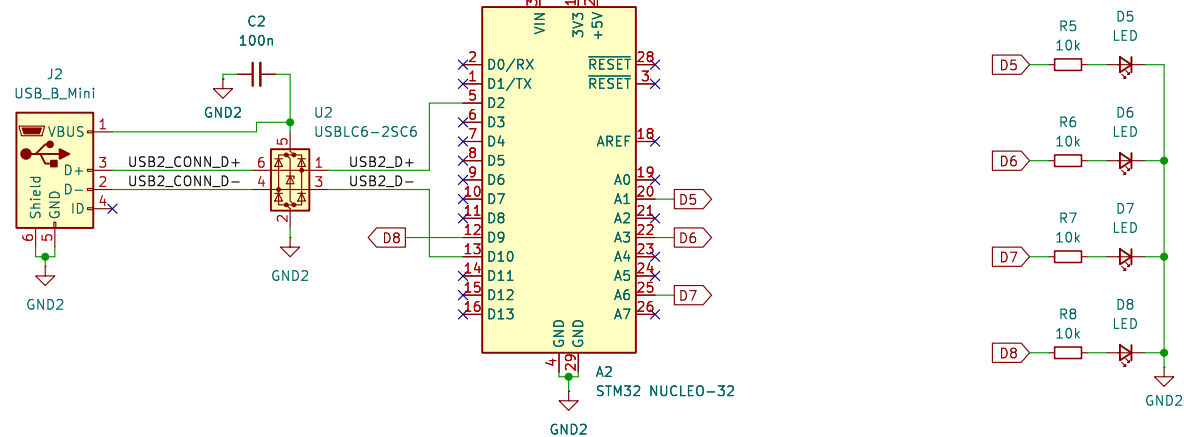 C2
100n
GND2
J2
USB_B_Mini
VBUS
1
D+
3
D-
2
ID
4
Shield
GND
6
5
GND2
USB2_CONN_D+
USB2_CONN_D-
U2
USBLC6-2SC6
5
6
1
4
3
2
USB2_D+
USB2_D-
GND2
VIN
3V3
+5V
2 D0/RX
1 D1/TX
5 D2
6 D3
7 D4
8 D5
9 D6
10 D7
11 D8
12 D9
13 D10
14 D11
15 D12
16 D13
D8
RESET 28
RESET 3
AREF 18
A0 19
A1 20
A2 21
A3 22
A4 23
A5 24
A6 25
A7 26
D5
D6
D7
GND
GND
4
29
A2
STM32 NUCLEO-32
GND2
D5
R5
10k
D5
LED
D6
R6
10k
D6
LED
D7
R7
10k
D7
LED
D8
R8
10k
D8
LED
GND2